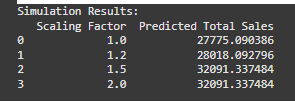 Simulation Results:
Scaling Factor  Predicted Total Sales
0  1.0  27775.090386
1  1.2  28018.092796
2  1.5  32091.337484
3  2.0  32091.337484